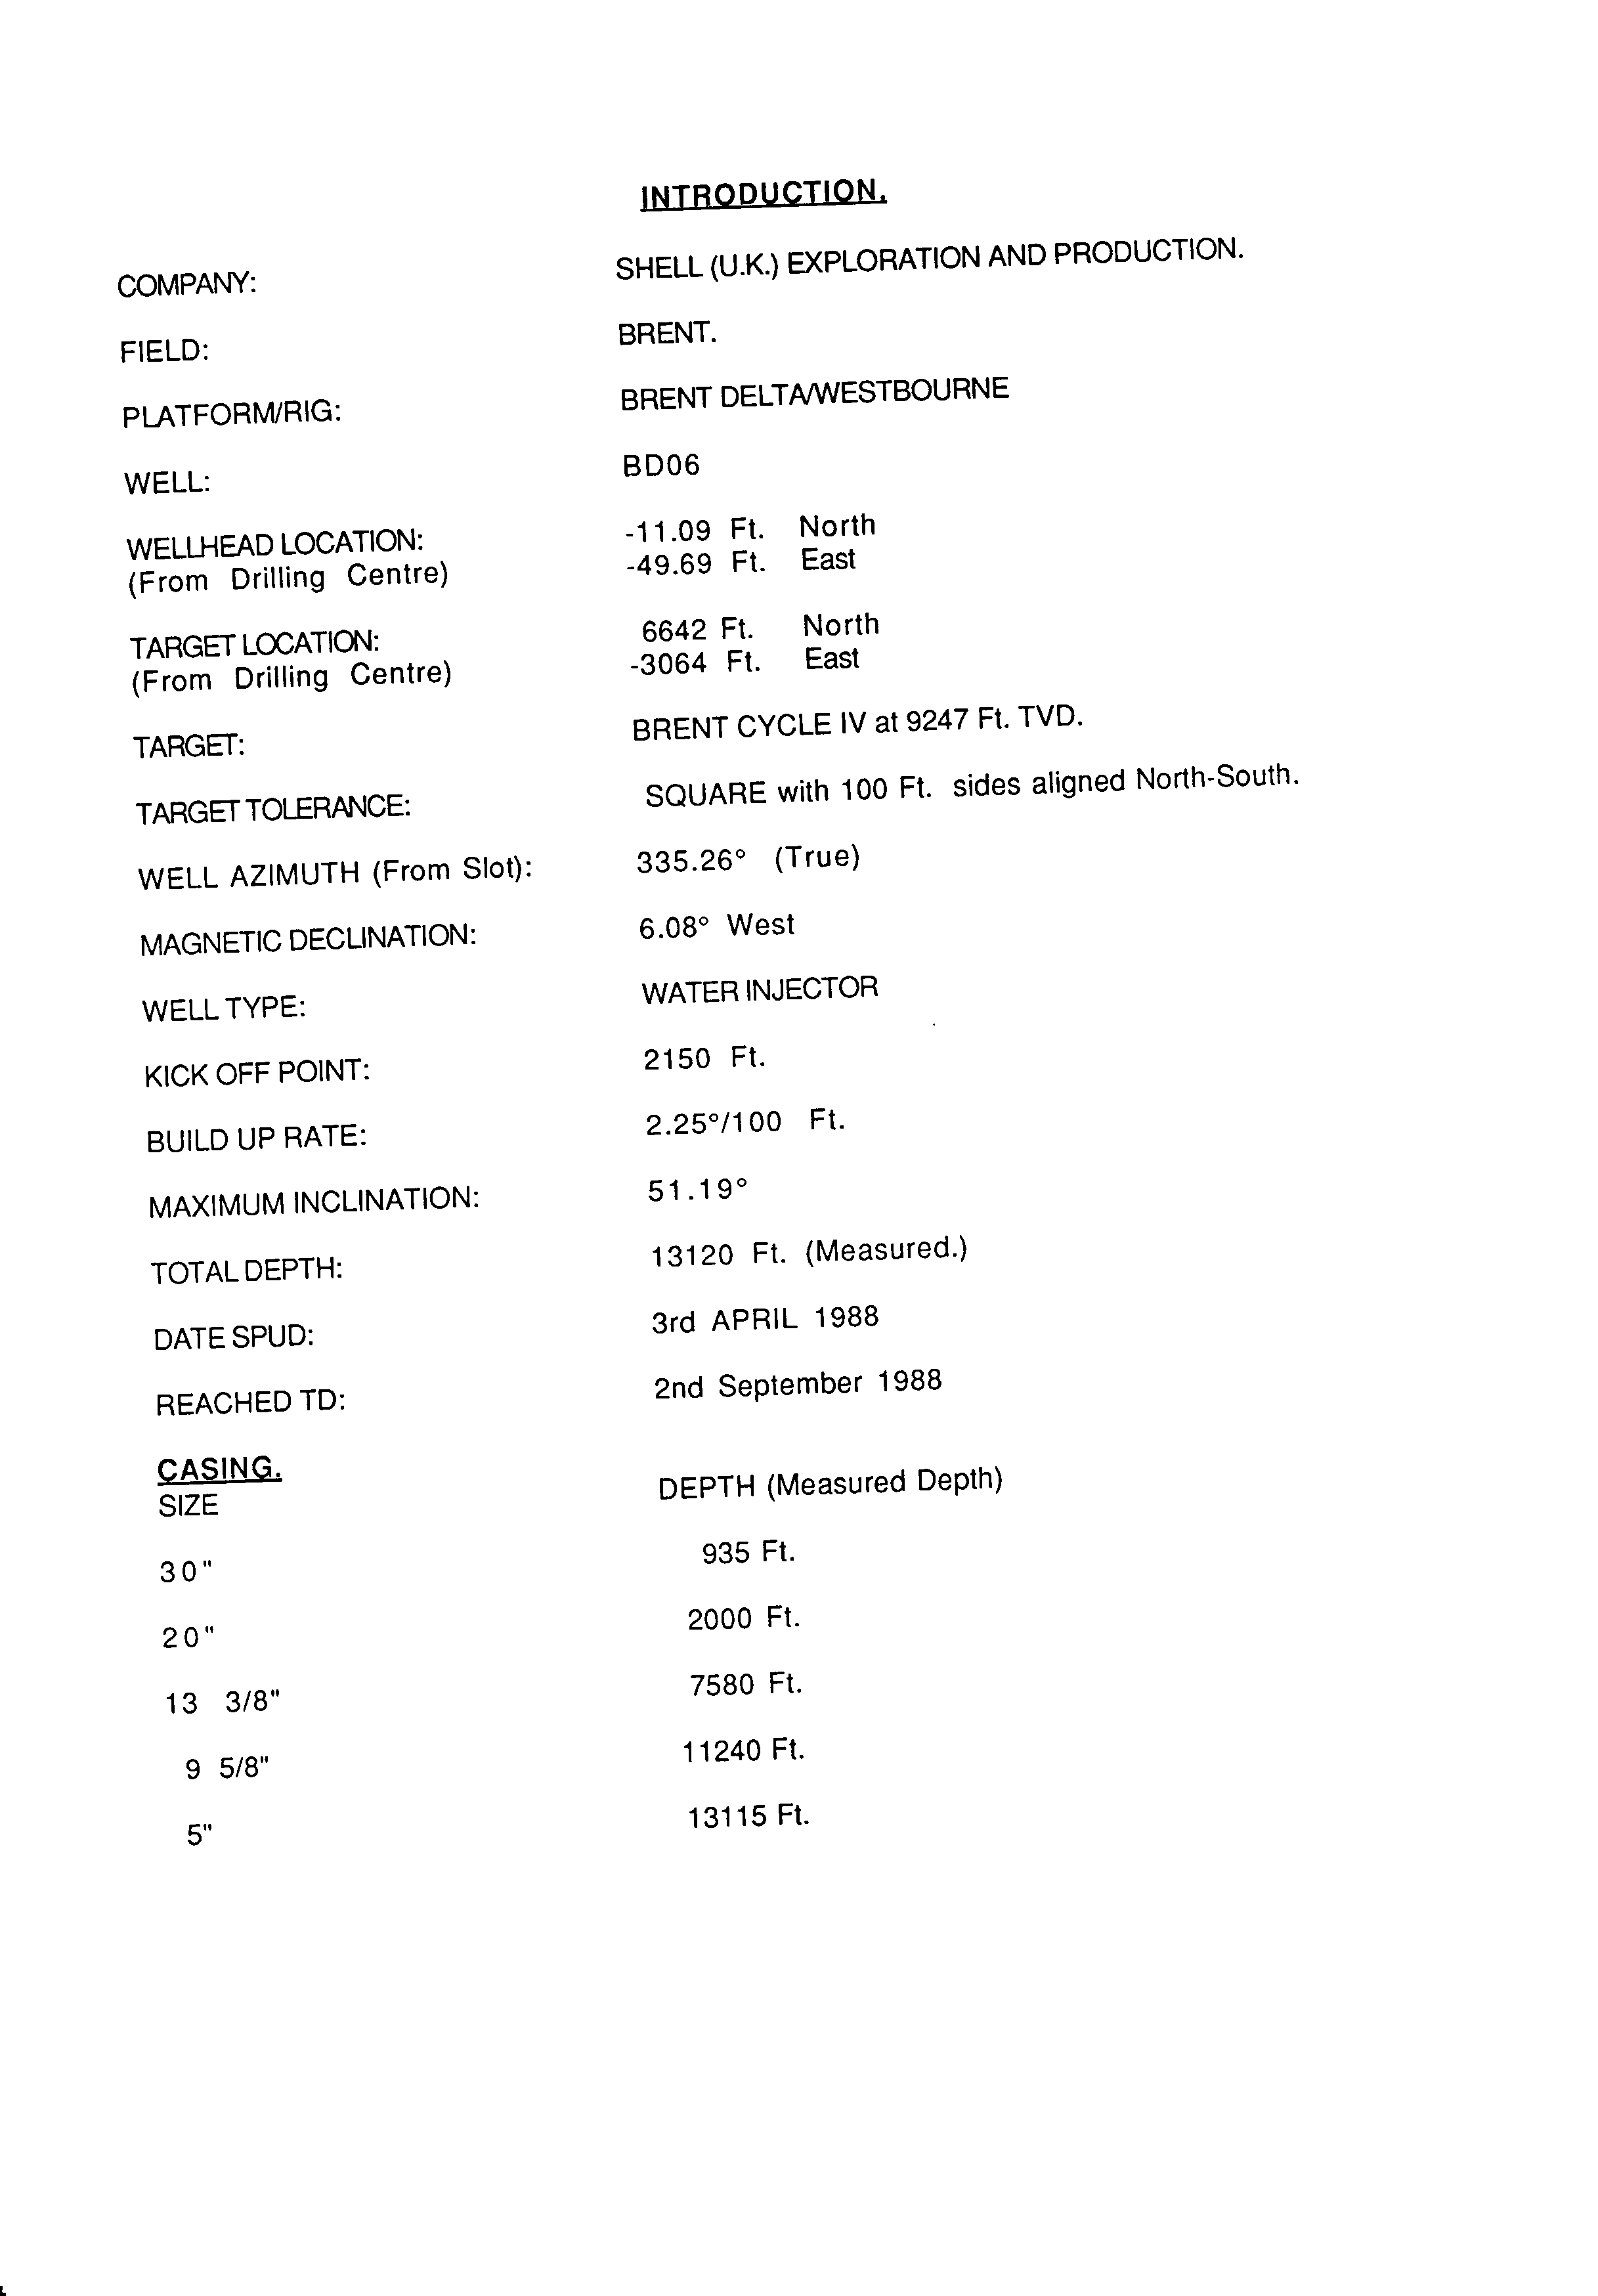 INTRODUCTION.
COMPANY: SHELL (U.K.) EXPLORATION AND PRODUCTION.
FIELD: BRENT.
PLATFORM/RIG: BRENT DELTA/WESTBOURNE
WELL: BD06
WELLHEAD LOCATION: -11.09 Ft. North
(From Drilling Centre) -49.69 Ft. East
TARGET LOCATION: 6642 Ft. North
(From Drilling Centre) -3064 Ft. East
TARGET: BRENT CYCLE IV at 9247 Ft. TVD.
TARGET TOLERANCE: SQUARE with 100 Ft. sides aligned North-South.
WELL AZIMUTH (From Slot): 335.26° (True)
MAGNETIC DECLINATION: 6.08° West
WELL TYPE: WATER INJECTOR
KICK OFF POINT: 2150 Ft.
BUILD UP RATE: 2.25°/100 Ft.
MAXIMUM INCLINATION: 51.19°
TOTAL DEPTH: 13120 Ft. (Measured.)
DATE SPUD: 3rd APRIL 1988
REACHED TD: 2nd September 1988
CASING.
SIZE DEPTH (Measured Depth)
30" 935 Ft.
20" 2000 Ft.
13 3/8" 7580 Ft.
9 5/8" 11240 Ft.
5" 13115 Ft.